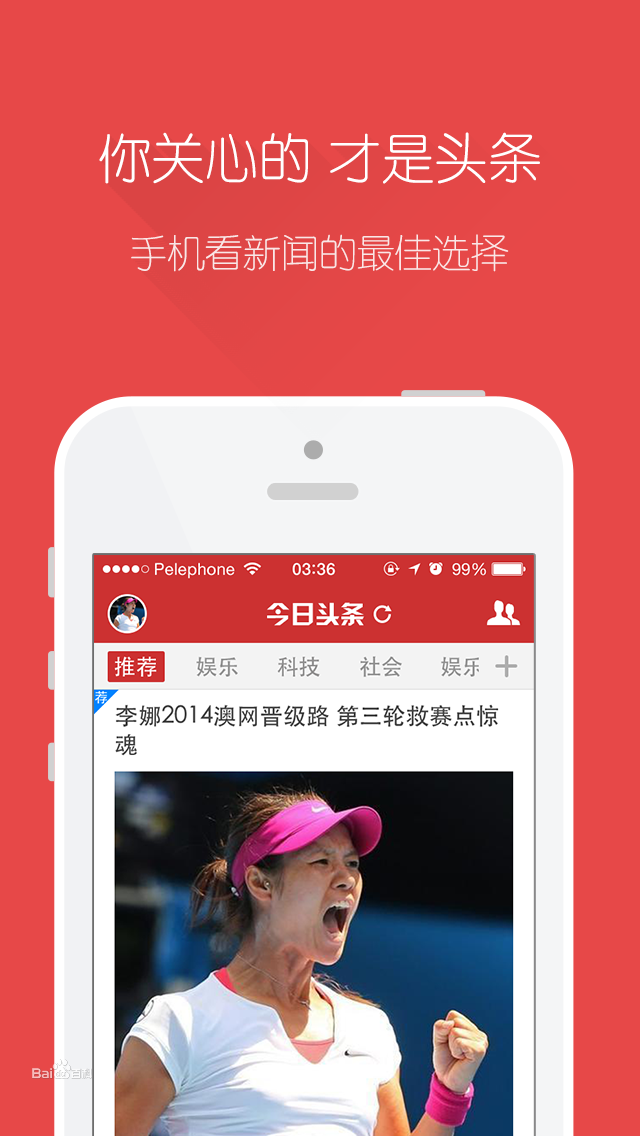 你关心的 才是头条
手机看新闻的最佳选择
Pelephone 03:36 99%
今日头条
推荐 娱乐 科技 社会 娱乐
荐
李娜2014澳网晋级路 第三轮救赛点惊
魂
Bai百科